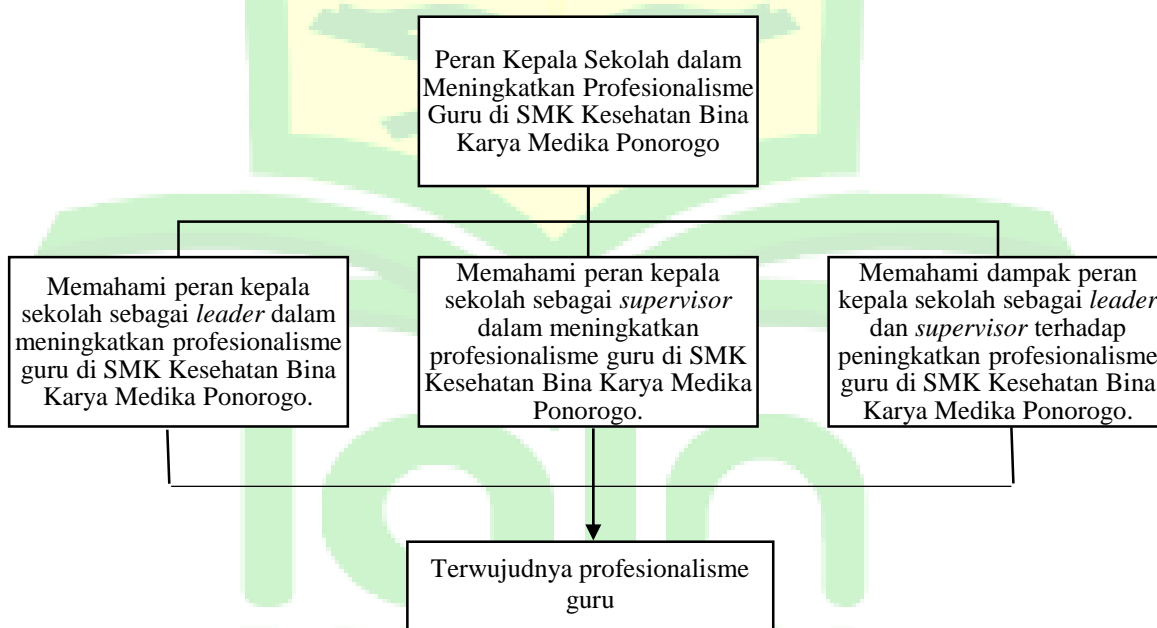 Peran Kepala Sekolah dalam
Meningkatkan Profesionalisme
Guru di SMK Kesehatan Bina
Karya Medika Ponorogo
Memahami peran kepala
sekolah sebagai leader dalam
meningkatkan profesionalisme
guru di SMK Kesehatan Bina
Karya Medika Ponorogo.
Memahami peran kepala
sekolah sebagai supervisor
dalam meningkatkan
profesionalisme guru di SMK
Kesehatan Bina Karya Medika
Ponorogo.
Memahami dampak peran
kepala sekolah sebagai leader
dan supervisor terhadap
peningkatkan profesionalisme
guru di SMK Kesehatan Bina
Karya Medika Ponorogo.
iain
Terwujudnya profesionalisme
guru